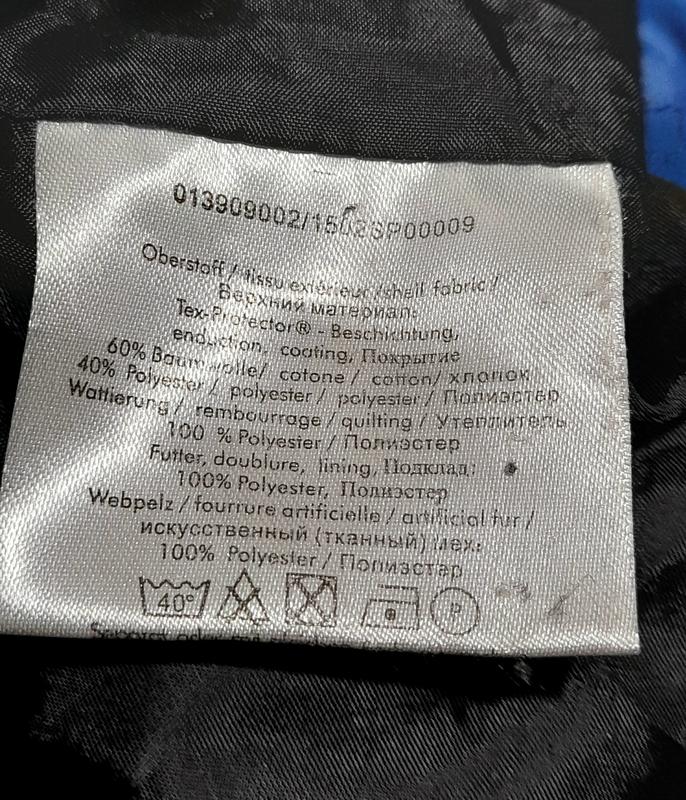 013909002/1502SP00009
Oberstoff / tissu exterieur /shell fabric /
Верхний материал:
Tex-Protector® - Beschichtung,
enduction, coating, Покрытие
60% Baumwolle/ cotone / cotton/ хлопок
40% Polyester / polyester / polyester / Полиэстер
Wattierung / rembourrage / quilting / Утеплитель
100 % Polyester / Полиэстер
Futter, doublure, lining, Подклад:
100% Polyester, Полиэстер
Webpelz / fourrure artificielle / artificial fur /
искусственный (тканный) мех:
100% Polyester / Полиэстер
40° P